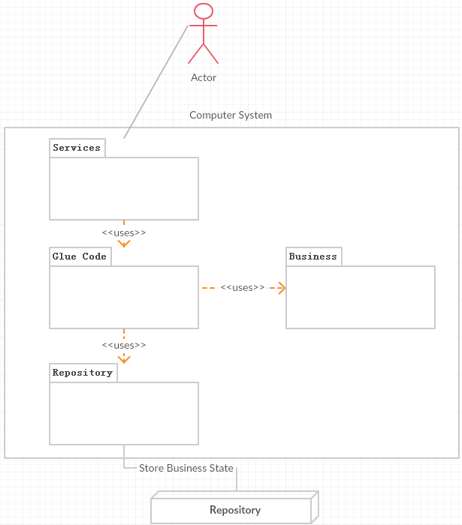 Actor
Computer System
Services
<<uses>>
Glue Code
Business
<<uses>>
<<uses>>
Repository
Store Business State
Repository